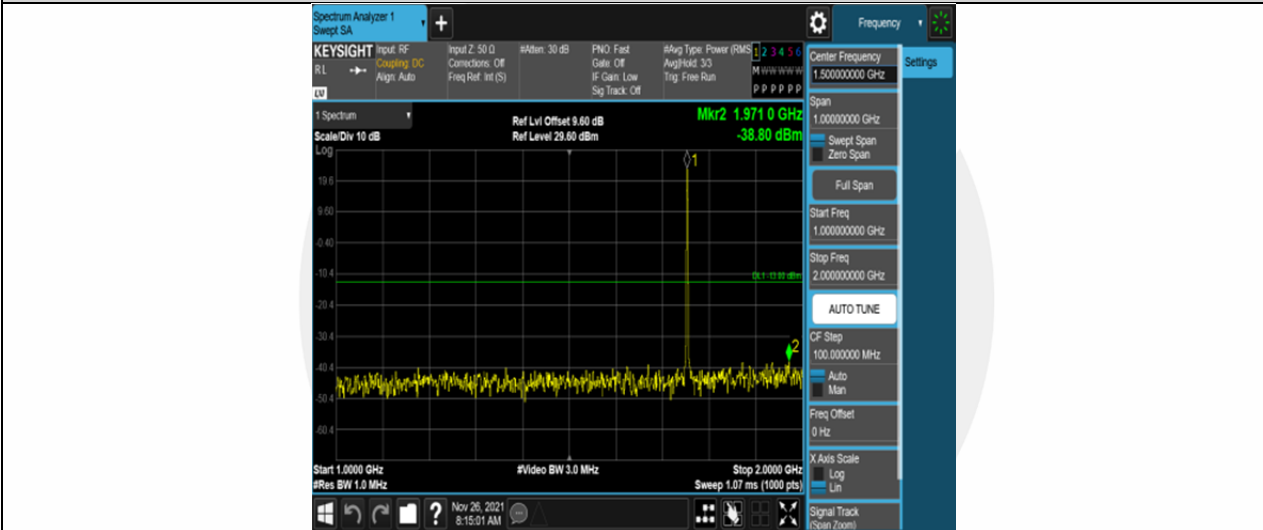 Spectrum Analyzer 1
Swept SA
+
Frequency
KEYSIGHT
RL
LV
Input: RF
Coupling: DC
Align: Auto
Input Z: 50 Ω
Corrections: Off
Freq Ref: Int (S)
#Atten: 30 dB
PNO: Fast
Gate: Off
IF Gain: Low
Sig Track: Off
#Avg Type: Power (RMS
Avg|Hold: 3/3
Trig: Free Run
1 2 3 4 5 6
M W W W W W
P P P P P P
1 Spectrum
Scale/Div 10 dB
Log
Ref Lvl Offset 9.60 dB
Ref Level 29.60 dBm
Mkr2 1.971 0 GHz
-38.80 dBm
1
19.6
9.60
-0.40
-10.4
DL1 -13.00 dBm
-20.4
-30.4
2
-40.4
-50.4
-60.4
Start 1.0000 GHz
#Res BW 1.0 MHz
#Video BW 3.0 MHz
Stop 2.0000 GHz
Sweep 1.07 ms (1000 pts)
?
Nov 26, 2021
8:15:01 AM
Center Frequency
1.500000000 GHz
Settings
Span
1.00000000 GHz
Swept Span
Zero Span
Full Span
Start Freq
1.000000000 GHz
Stop Freq
2.000000000 GHz
AUTO TUNE
CF Step
100.000000 MHz
Auto
Man
Freq Offset
0 Hz
X Axis Scale
Log
Lin
Signal Track
(Span Zoom)